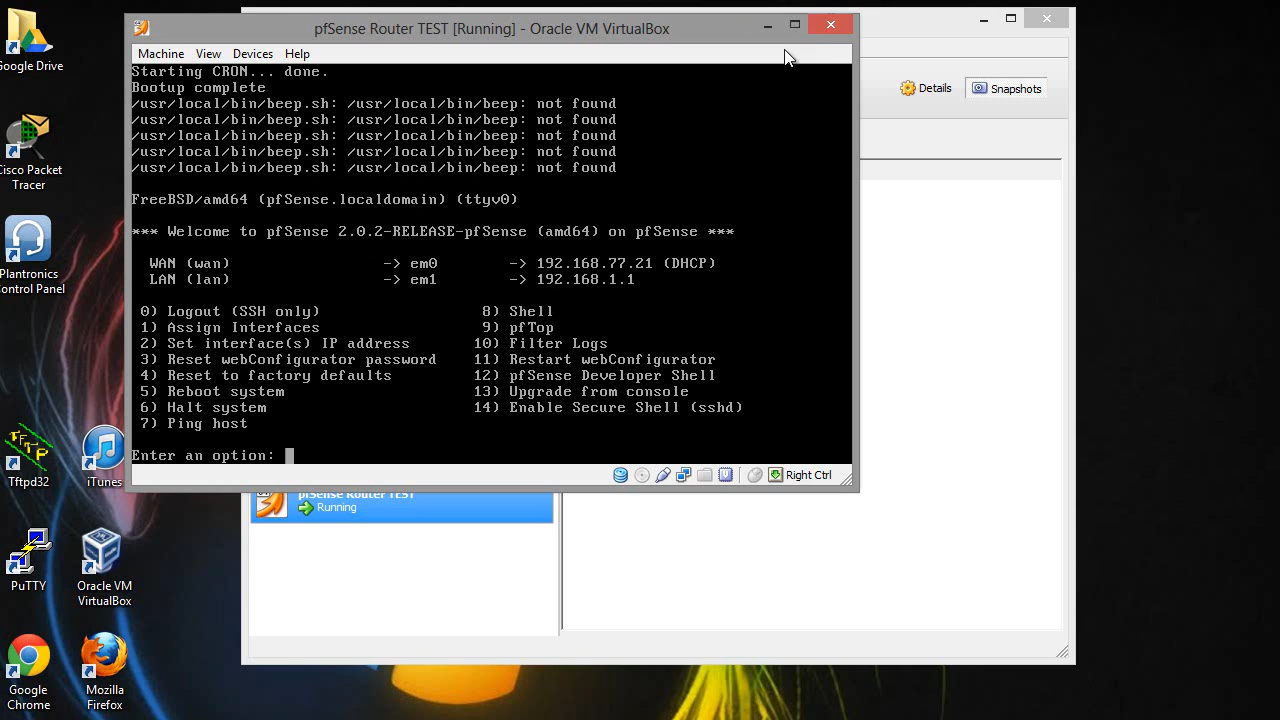 Google Drive
Cisco Packet
Tracer
Plantronics
Control Panel
Tftpd32
iTunes
PuTTY
Oracle VM
VirtualBox
Google
Chrome
Mozilla
Firefox
pfSense Router TEST [Running] - Oracle VM VirtualBox
Machine View Devices Help
Starting CRON... done.
Bootup complete
/usr/local/bin/beep.sh: /usr/local/bin/beep: not found
/usr/local/bin/beep.sh: /usr/local/bin/beep: not found
/usr/local/bin/beep.sh: /usr/local/bin/beep: not found
/usr/local/bin/beep.sh: /usr/local/bin/beep: not found
/usr/local/bin/beep.sh: /usr/local/bin/beep: not found
FreeBSD/amd64 (pfSense.localdomain) (ttyv0)
*** Welcome to pfSense 2.0.2-RELEASE-pfSense (amd64) on pfSense ***
WAN (wan) -> em0 -> 192.168.77.21 (DHCP)
LAN (lan) -> em1 -> 192.168.1.1
0) Logout (SSH only) 8) Shell
1) Assign Interfaces 9) pfTop
2) Set interface(s) IP address 10) Filter Logs
3) Reset webConfigurator password 11) Restart webConfigurator
4) Reset to factory defaults 12) pfSense Developer Shell
5) Reboot system 13) Upgrade from console
6) Halt system 14) Enable Secure Shell (sshd)
7) Ping host
Enter an option:
Right Ctrl
Details Snapshots
pfSense Router TEST
Running